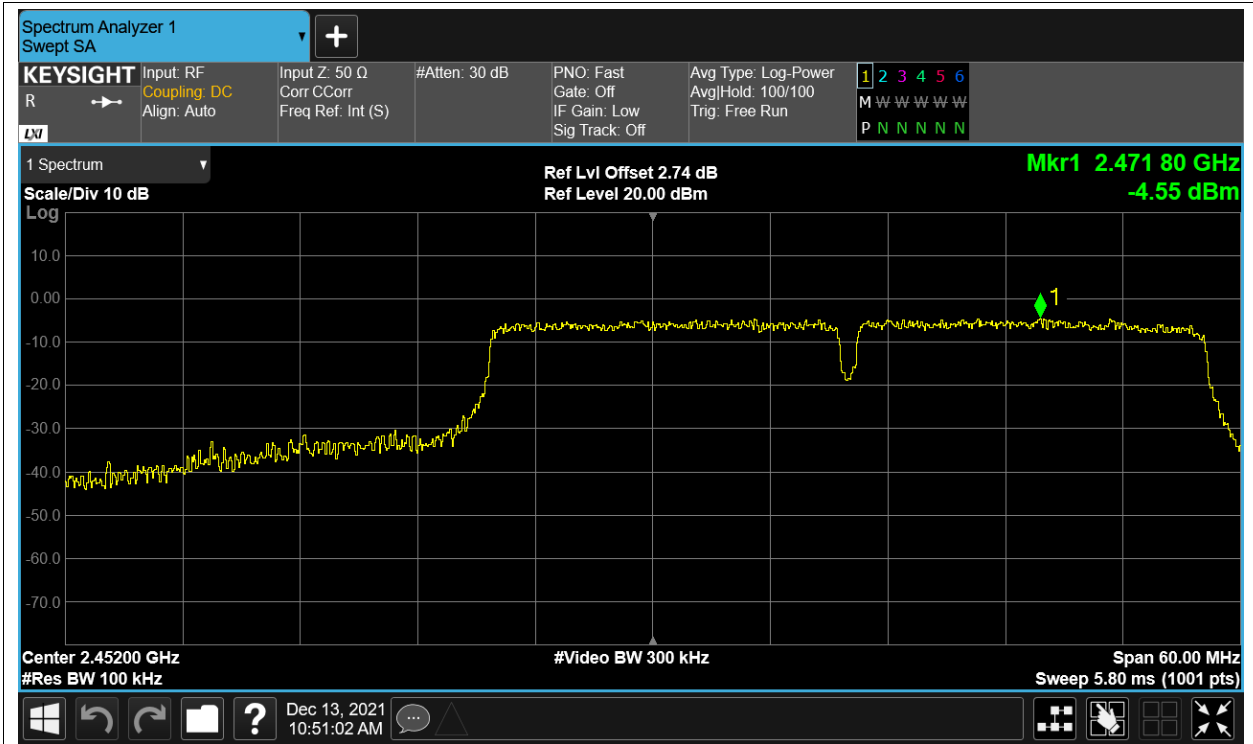 Spectrum Analyzer 1
Swept SA
KEYSIGHT
R
LXI
Input: RF
Coupling: DC
Align: Auto
Input Z: 50 Ω
Corr CCorr
Freq Ref: Int (S)
#Atten: 30 dB
PNO: Fast
Gate: Off
IF Gain: Low
Sig Track: Off
Avg Type: Log-Power
Avg|Hold: 100/100
Trig: Free Run
1 2 3 4 5 6
M W W W W W W
P N N N N N
1 Spectrum
Scale/Div 10 dB
Log
Ref Lvl Offset 2.74 dB
Ref Level 20.00 dBm
Mkr1 2.471 80 GHz
-4.55 dBm
10.0
0.00
-10.0
-20.0
-30.0
-40.0
-50.0
-60.0
-70.0
1
Center 2.45200 GHz
#Res BW 100 kHz
#Video BW 300 kHz
Span 60.00 MHz
Sweep 5.80 ms (1001 pts)
?
Dec 13, 2021
10:51:02 AM